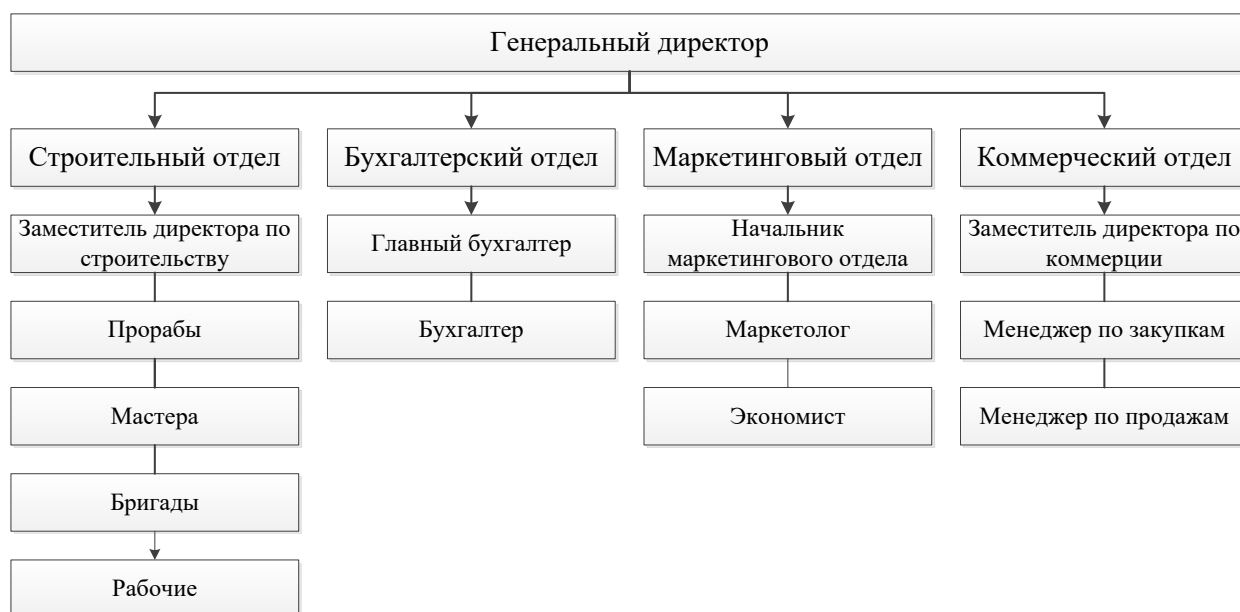 Генеральный директор
Строительный отдел
Бухгалтерский отдел
Маркетинговый отдел
Коммерческий отдел
Заместитель директора по
строительству
Главный бухгалтер
Начальник
маркетингового отдела
Заместитель директора по
коммерции
Прорабы
Бухгалтер
Маркетолог
Менеджер по закупкам
Мастера
Экономист
Менеджер по продажам
Бригады
Рабочие